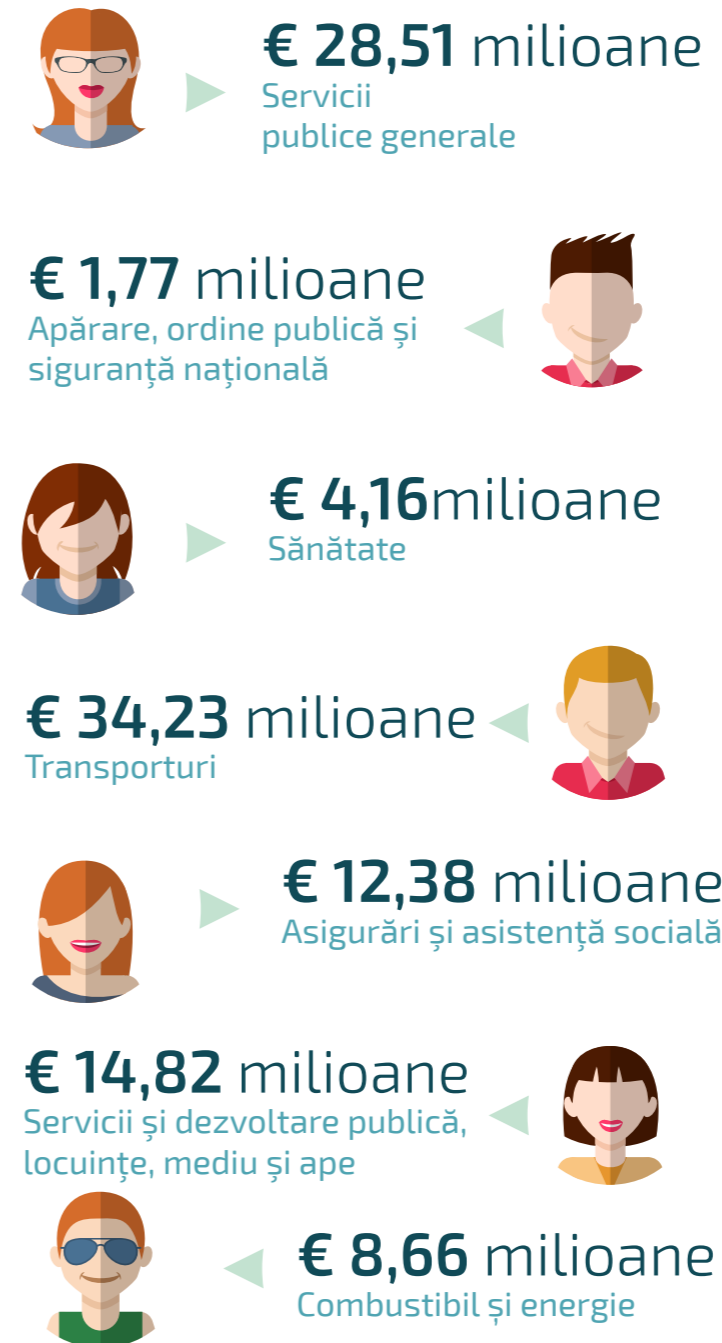 € 28,51 milioane
Servicii
publice generale
€ 1,77 milioane
Apărare, ordine publică și
siguranță națională
€ 4,16milioane
Sănătate
€ 34,23 milioane
Transporturi
€ 12,38 milioane
Asigurări și asistență socială
€ 14,82 milioane
Servicii și dezvoltare publică,
locuințe, mediu și ape
€ 8,66 milioane
Combustibil și energie